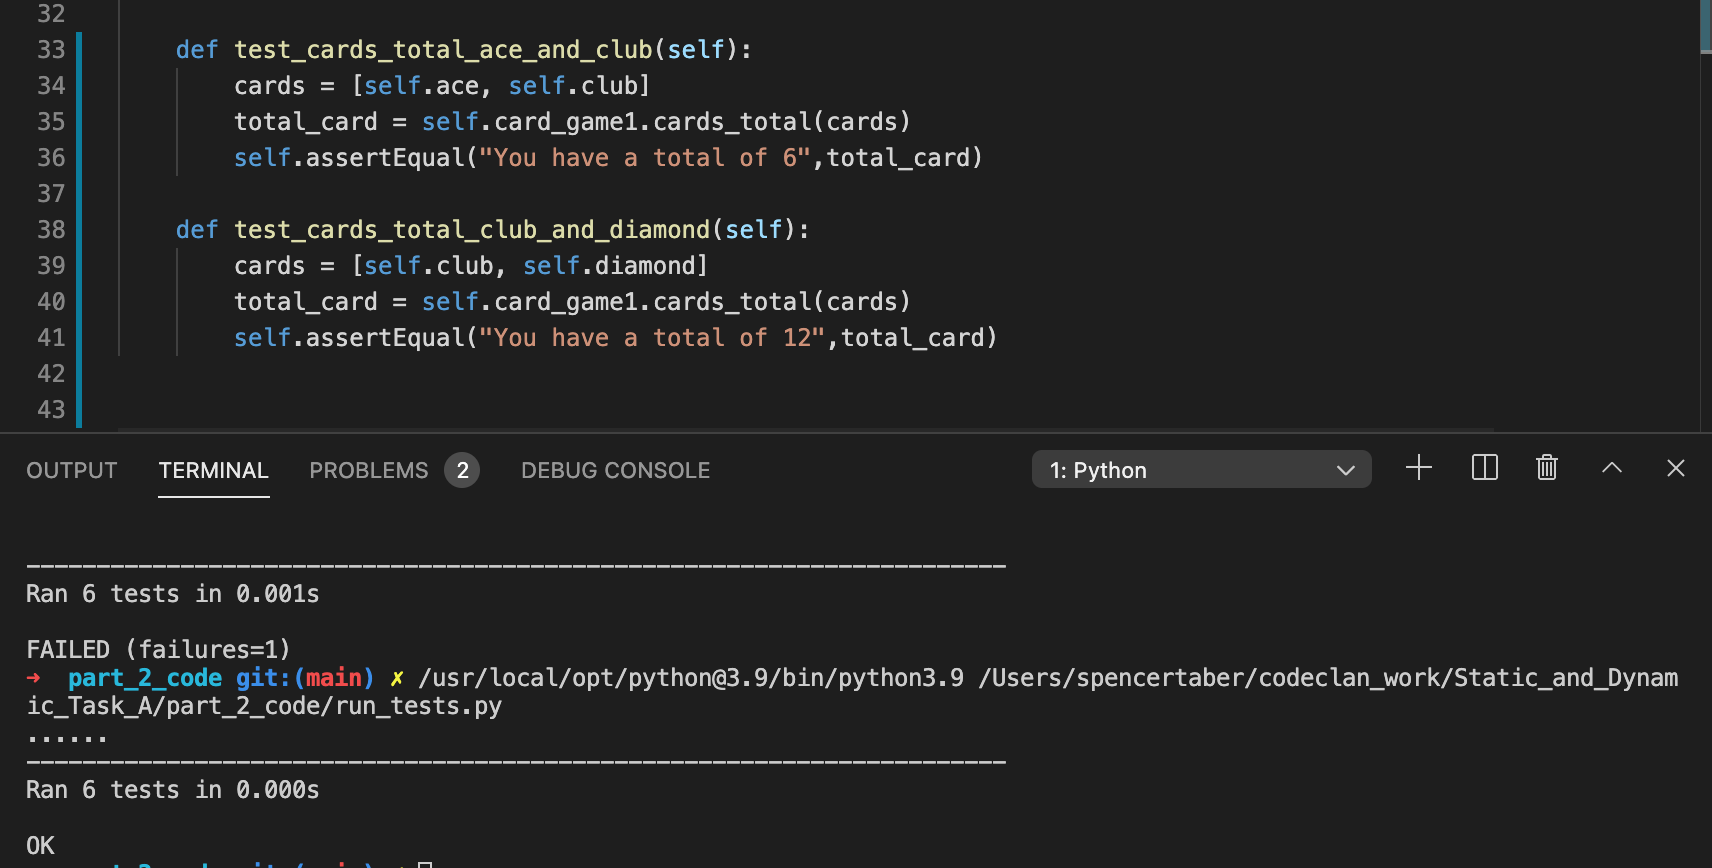 32
33 def test_cards_total_ace_and_club(self):
34 cards = [self.ace, self.club]
35 total_card = self.card_game1.cards_total(cards)
36 self.assertEqual("You have a total of 6",total_card)
37
38 def test_cards_total_club_and_diamond(self):
39 cards = [self.club, self.diamond]
40 total_card = self.card_game1.cards_total(cards)
41 self.assertEqual("You have a total of 12",total_card)
42
43
OUTPUT TERMINAL PROBLEMS 2 DEBUG CONSOLE 1: Python
----------------------------------------------------------------------
Ran 6 tests in 0.001s
FAILED (failures=1)
➜ part_2_code git:(main) ✗ /usr/local/opt/python@3.9/bin/python3.9 /Users/spencertaber/codeclan_work/Static_and_Dynam
ic_Task_A/part_2_code/run_tests.py
......
----------------------------------------------------------------------
Ran 6 tests in 0.000s
OK